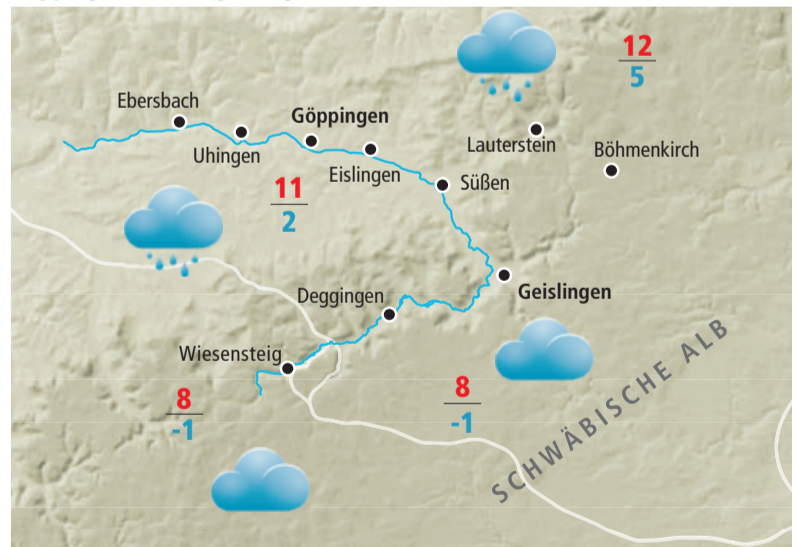 12
5
Ebersbach
Göppingen
Uhingen
Lauterstein
Böhmenkirch
Eislingen
Süßen
11
2
Geislingen
Deggingen
Wiesensteig
8
-1
8
-1
SCHWÄBISCHE ALB